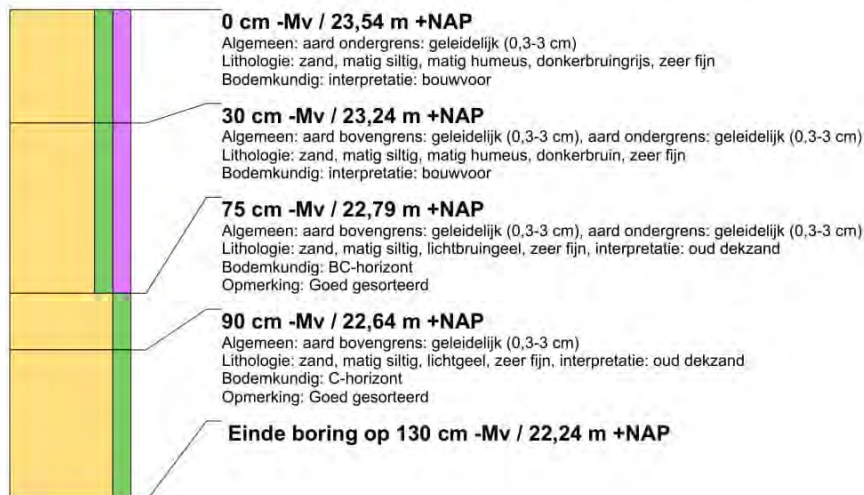 0 cm -Mv / 23,54 m +NAP
Algemeen: aard ondergrens: geleidelijk (0,3-3 cm)
Lithologie: zand, matig siltig, matig humeus, donkerbruingrijs, zeer fijn
Bodemkundig: interpretatie: bouwvoor
30 cm -Mv / 23,24 m +NAP
Algemeen: aard bovengrens: geleidelijk (0,3-3 cm), aard ondergrens: geleidelijk (0,3-3 cm)
Lithologie: zand, matig siltig, matig humeus, donkerbruin, zeer fijn
Bodemkundig: interpretatie: bouwvoor
75 cm -Mv / 22,79 m +NAP
Algemeen: aard bovengrens: geleidelijk (0,3-3 cm), aard ondergrens: geleidelijk (0,3-3 cm)
Lithologie: zand, matig siltig, lichtbruingeel, zeer fijn, interpretatie: oud dekzand
Bodemkundig: BC-horizont
Opmerking: Goed gesorteerd
90 cm -Mv / 22,64 m +NAP
Algemeen: aard bovengrens: geleidelijk (0,3-3 cm)
Lithologie: zand, matig siltig, lichtgeel, zeer fijn, interpretatie: oud dekzand
Bodemkundig: C-horizont
Opmerking: Goed gesorteerd
Einde boring op 130 cm -Mv / 22,24 m +NAP